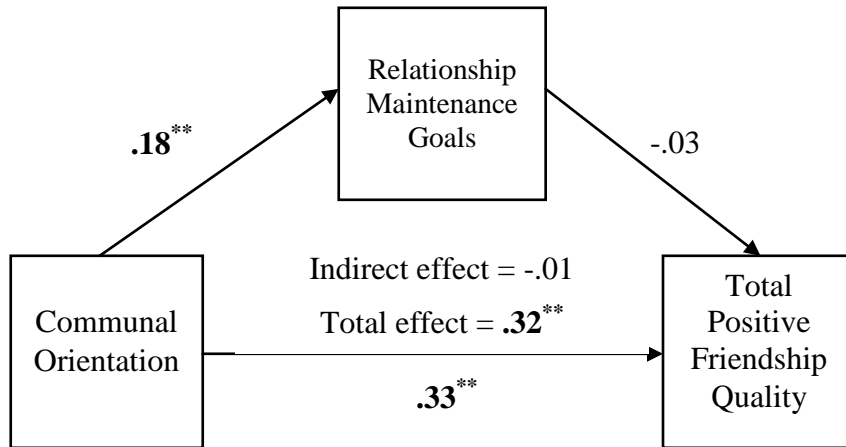 Relationship
Maintenance
Goals
.18**
-.03
Indirect effect = -.01
Total effect = .32**
Communal
Orientation
Total
Positive
Friendship
Quality
.33**